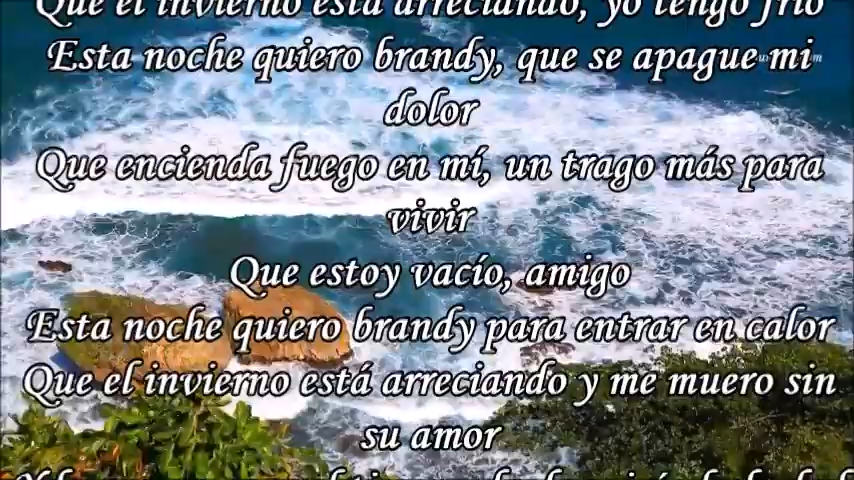 Que el invierno está arreciando, yo tengo frío
Esta noche quiero brandy, que se apague mi
dolor
Que encienda fuego en mí, un trago más para
vivir
Que estoy vacío, amigo
Esta noche quiero brandy para entrar en calor
Que el invierno está arreciando y me muero sin
su amor